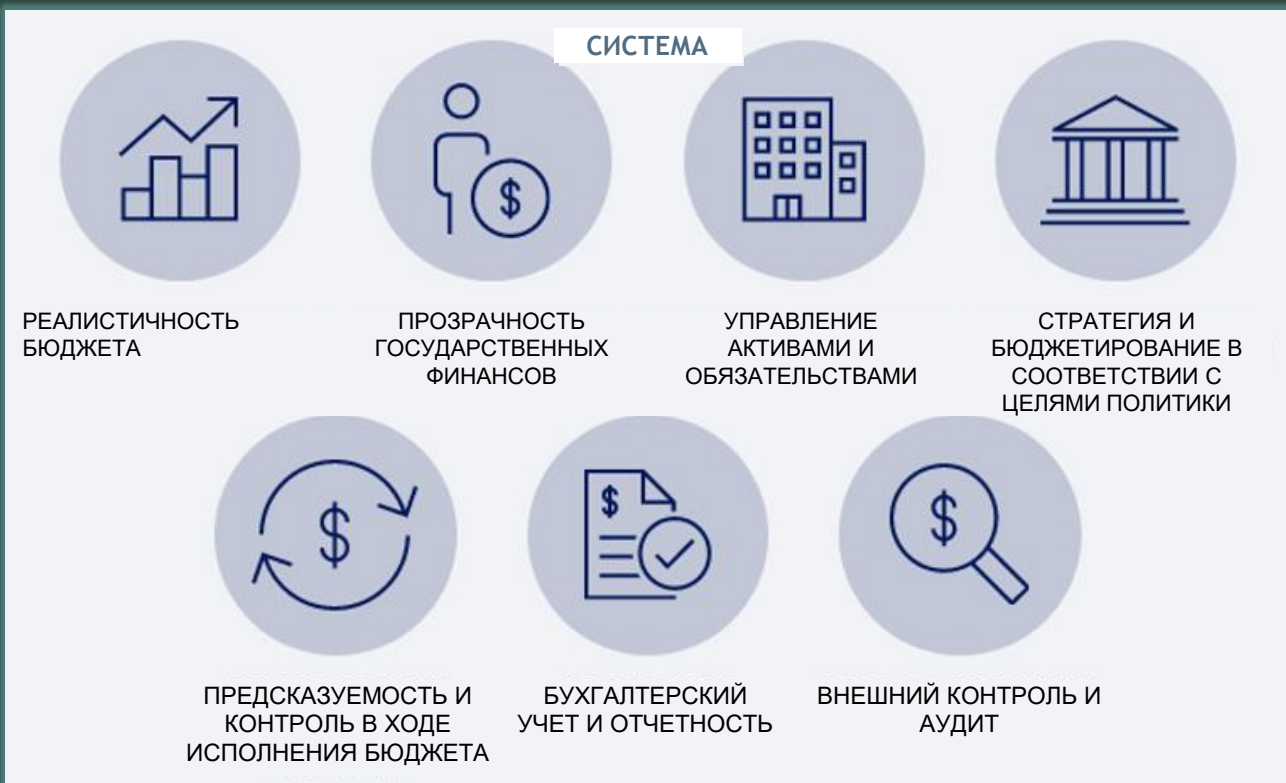 СИСТЕМА
РЕАЛИСТИЧНОСТЬ
БЮДЖЕТА
ПРОЗРАЧНОСТЬ
ГОСУДАРСТВЕННЫХ
ФИНАНСОВ
УПРАВЛЕНИЕ
АКТИВАМИ И
ОБЯЗАТЕЛЬСТВАМИ
СТРАТЕГИЯ И
БЮДЖЕТИРОВАНИЕ В
СООТВЕТСТВИИ С
ЦЕЛЯМИ ПОЛИТИКИ
$
$
$
$
ПРЕДСКАЗУЕМОСТЬ И
КОНТРОЛЬ В ХОДЕ
ИСПОЛНЕНИЯ БЮДЖЕТА
БУХГАЛТЕРСКИЙ
УЧЕТ И ОТЧЕТНОСТЬ
ВНЕШНИЙ КОНТРОЛЬ И
АУДИТ